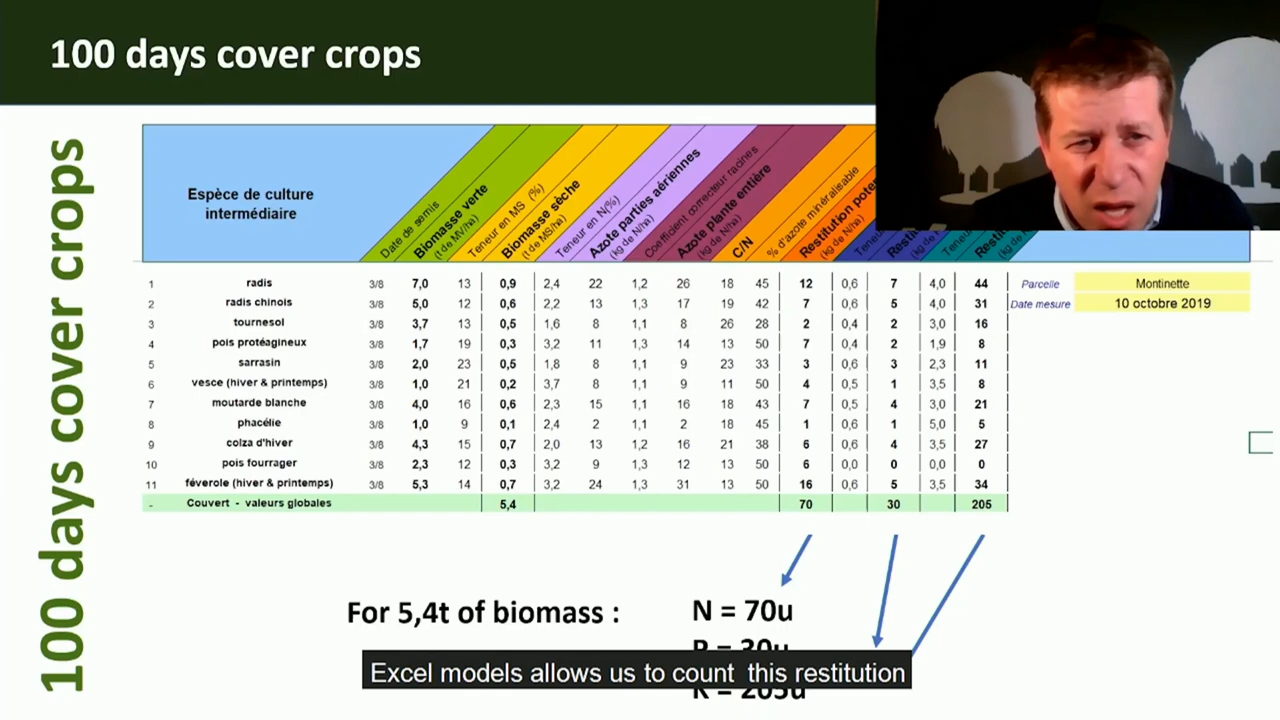 100 days cover crops
100 days cover crops
Espèce de culture
intermédiaire
Date de semis
Biomasse verte
(t de MV/ha)
Teneur en MS (%)
Biomasse sèche
(t de MS/ha)
Teneur en N(%)
Azote parties aériennes
(kg de N/ha)
Coefficient correcteur racines
Azote plante entière
(kg de N/ha)
C/N
% d'azote minéralisable
Restitution
(kg de N/ha)
1 radis 3/8 7,0 13 0,9 2,4 22 1,2 26 18 45 12 0,6 7 4,0 44 Parcelle Montinette
2 radis chinois 3/8 5,0 12 0,6 2,2 13 1,3 17 19 42 7 0,6 5 4,0 31 Date mesure 10 octobre 2019
3 tournesol 3/8 3,7 13 0,5 1,6 8 1,1 8 26 28 2 0,4 2 3,0 16
4 pois protéagineux 3/8 1,7 19 0,3 3,2 11 1,3 14 13 50 7 0,4 2 1,9 8
5 sarrasin 3/8 2,0 23 0,5 1,8 8 1,1 9 23 33 3 0,6 3 2,3 11
6 vesce (hiver & printemps) 3/8 1,0 21 0,2 3,7 8 1,1 9 11 50 4 0,5 1 3,5 8
7 moutarde blanche 3/8 4,0 16 0,6 2,3 15 1,1 16 18 43 7 0,5 4 3,0 21
8 phacélie 3/8 1,0 9 0,1 2,4 2 1,1 2 18 45 1 0,6 1 5,0 5
9 colza d'hiver 3/8 4,3 15 0,7 2,0 13 1,2 16 21 38 6 0,6 4 3,5 27
10 pois fourrager 3/8 2,3 12 0,3 3,2 9 1,3 12 13 50 6 0,0 0 0,0 0
11 féverole (hiver & printemps) 3/8 5,3 14 0,7 3,2 24 1,3 31 13 50 16 0,6 5 3,5 34
- Couvert - valeurs globales 5,4 70 30 205
For 5,4t of biomass :
N = 70u
P = 30u
K = 205u
Excel models allows us to count this restitution